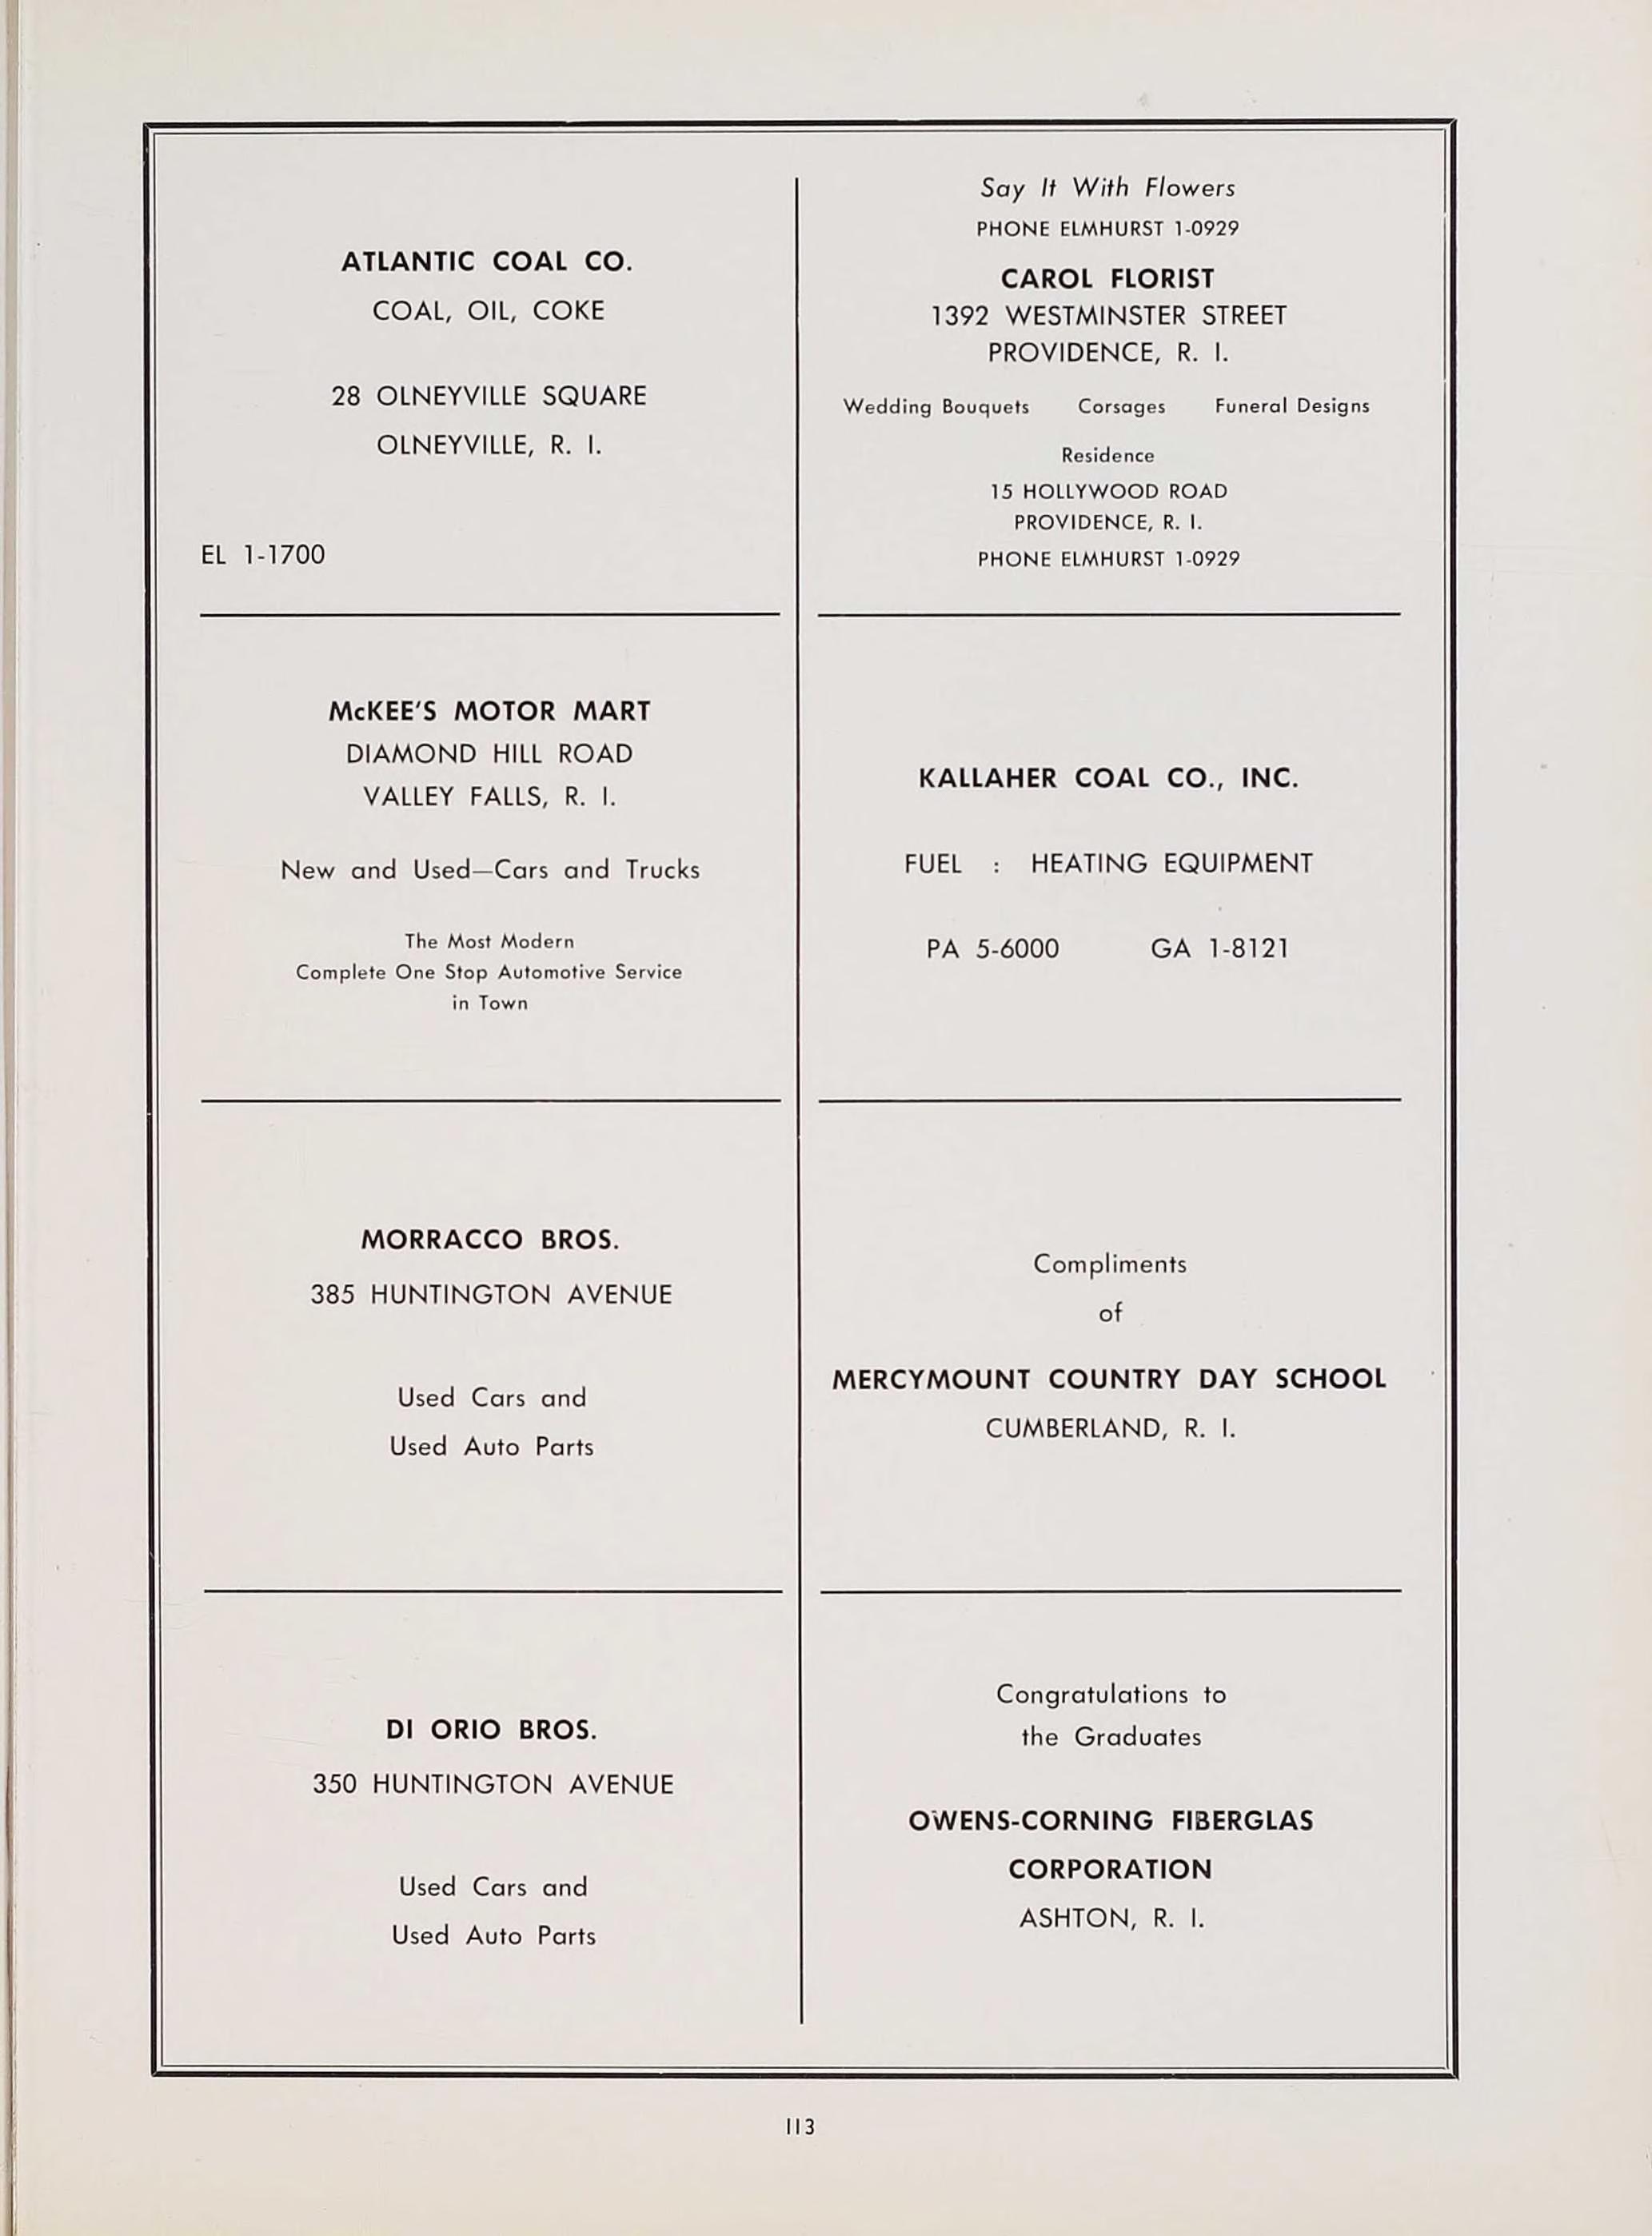 ATLANTIC COAL CO.
COAL, OIL, COKE
28 OLNEYVILLE SQUARE
OLNEYVILLE, R. I.
EL 1-1700
McKEE'S MOTOR MART
DIAMOND HILL ROAD
VALLEY FALLS, R. I.
New and Used—Cars and Trucks
The Most Modern
Complete One Stop Automotive Service
in Town
MORRACCO BROS.
385 HUNTINGTON AVENUE
Used Cars and
Used Auto Parts
DI ORIO BROS.
350 HUNTINGTON AVENUE
Used Cars and
Used Auto Parts
Say It With Flowers
PHONE ELMHURST 1-0929
CAROL FLORIST
1392 WESTMINSTER STREET
PROVIDENCE, R. I.
Wedding Bouquets Corsages Funeral Designs
Residence
15 HOLLYWOOD ROAD
PROVIDENCE, R. I.
PHONE ELMHURST 1-0929
KALLAHER COAL CO., INC.
FUEL : HEATING EQUIPMENT
PA 5-6000 GA 1-8121
Compliments
of
MERCYMOUNT COUNTRY DAY SCHOOL
CUMBERLAND, R. I.
Congratulations to
the Graduates
OWENS-CORNING FIBERGLAS
CORPORATION
ASHTON, R. I.
113